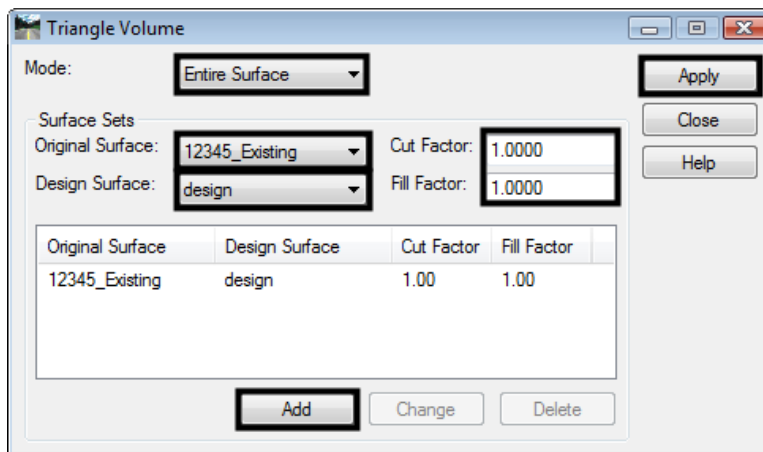 Triangle Volume
Mode: Entire Surface
Apply
Close
Help
Surface Sets
Original Surface: 12345_Existing Cut Factor: 1.0000
Design Surface: design Fill Factor: 1.0000
Original Surface Design Surface Cut Factor Fill Factor
12345_Existing design 1.00 1.00
Add Change Delete